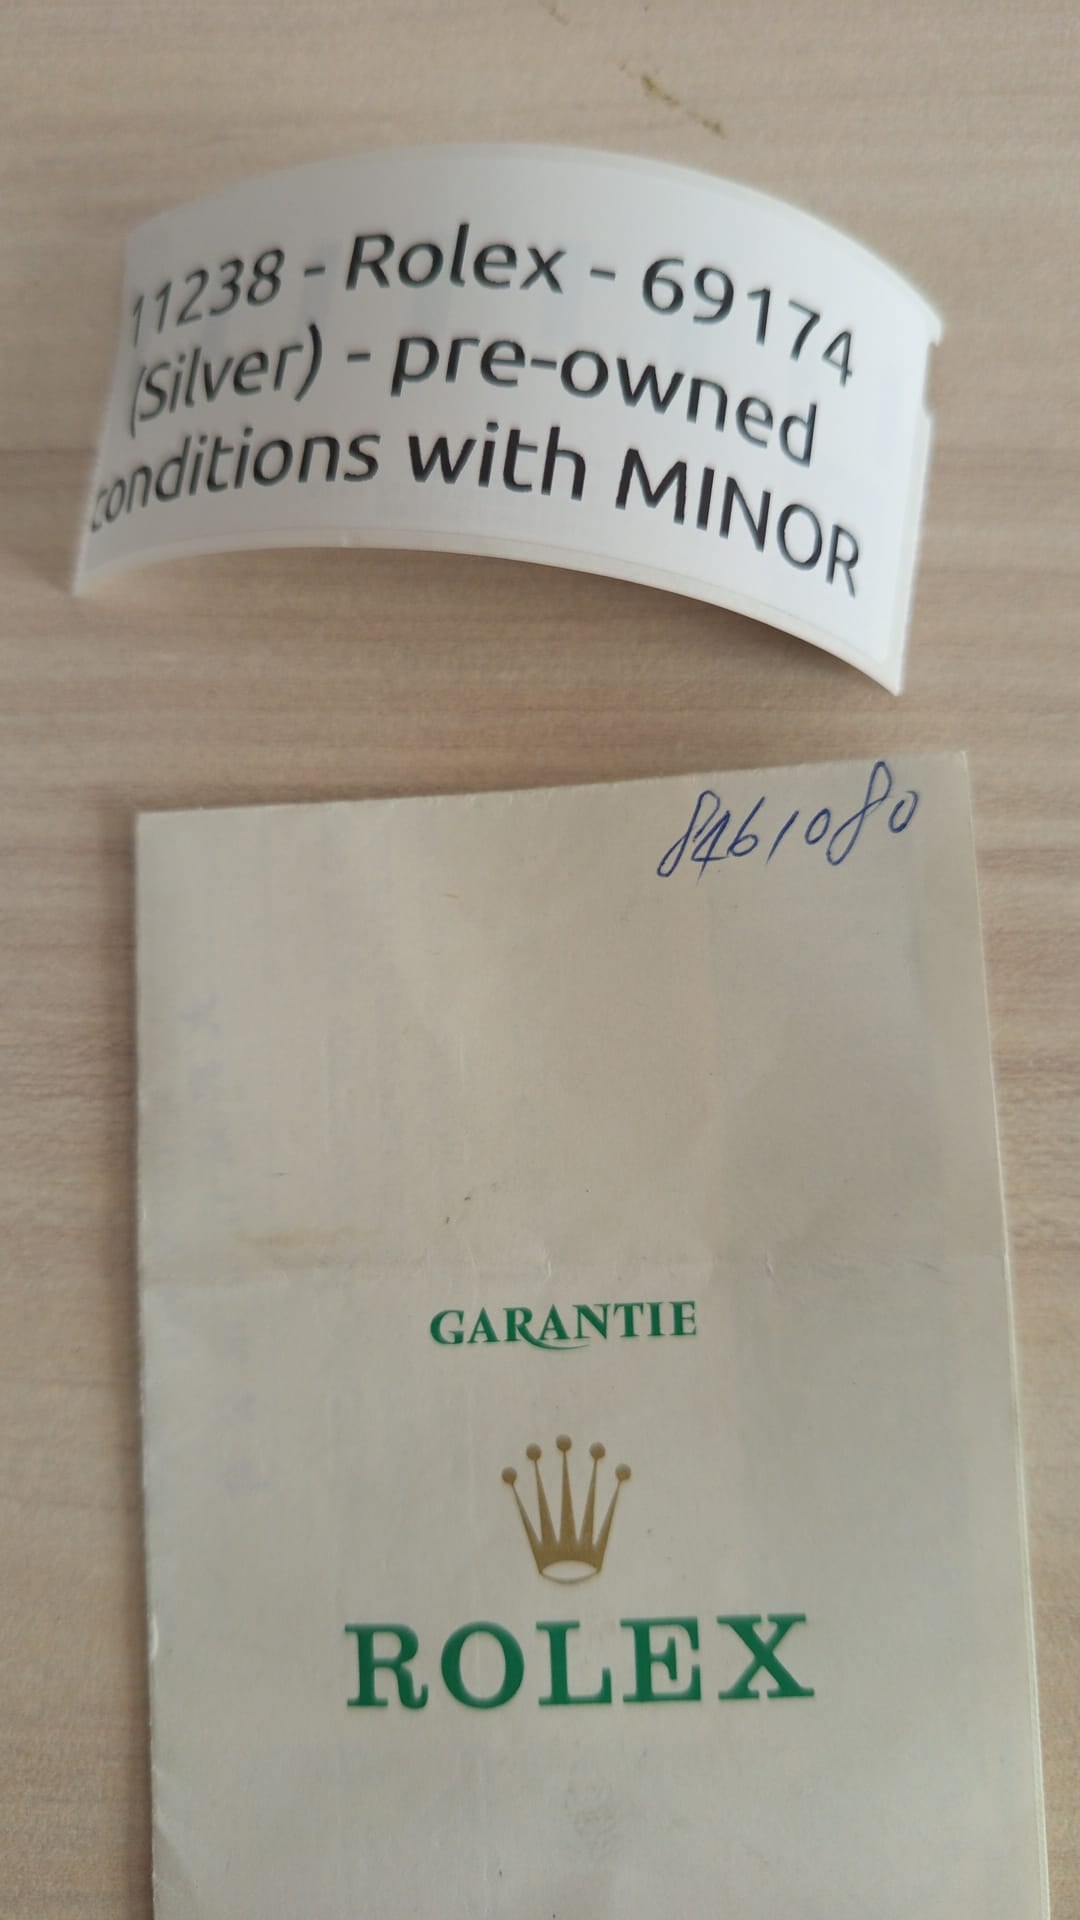 11238 - Rolex - 69174
(Silver) - pre-owned
conditions with MINOR
8461080
GARANTIE
ROLEX